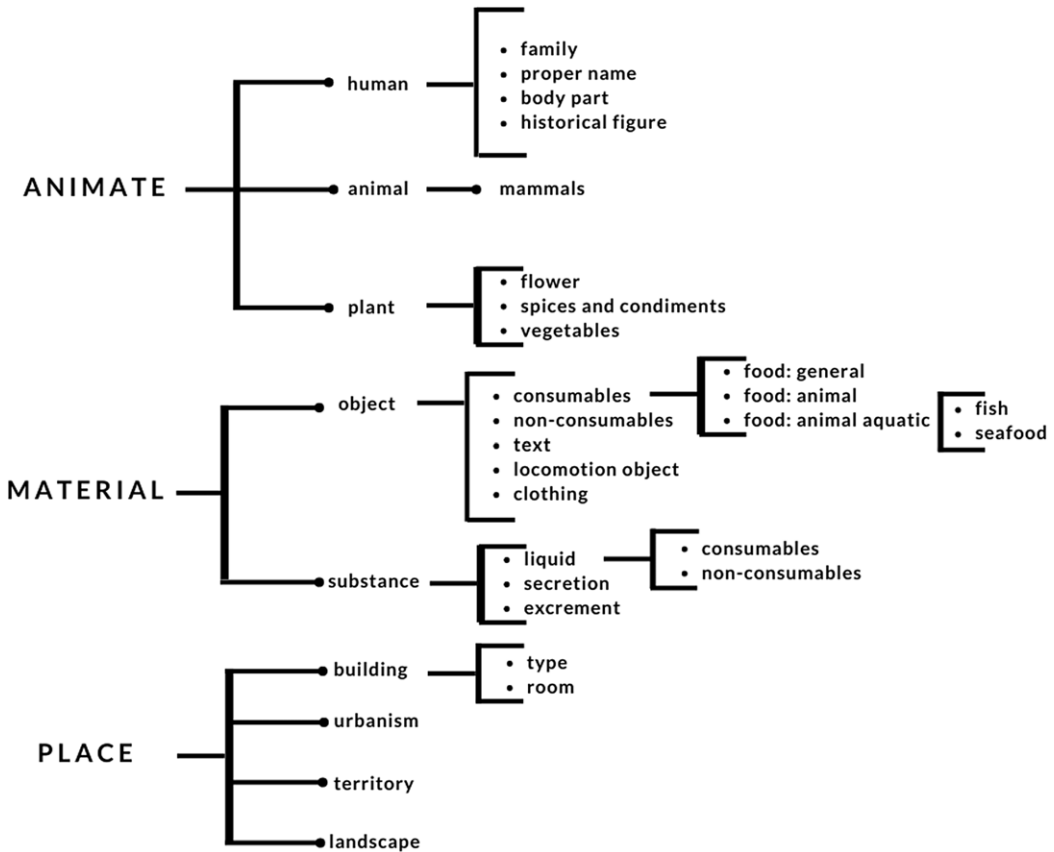 ANIMATE
human
family
proper name
body part
historical figure
animal
mammals
plant
flower
spices and condiments
vegetables
MATERIAL
object
consumables
non-consumables
text
locomotion object
clothing
food: general
food: animal
food: animal aquatic
fish
seafood
substance
liquid
secretion
excrement
consumables
non-consumables
PLACE
building
type
room
urbanism
territory
landscape